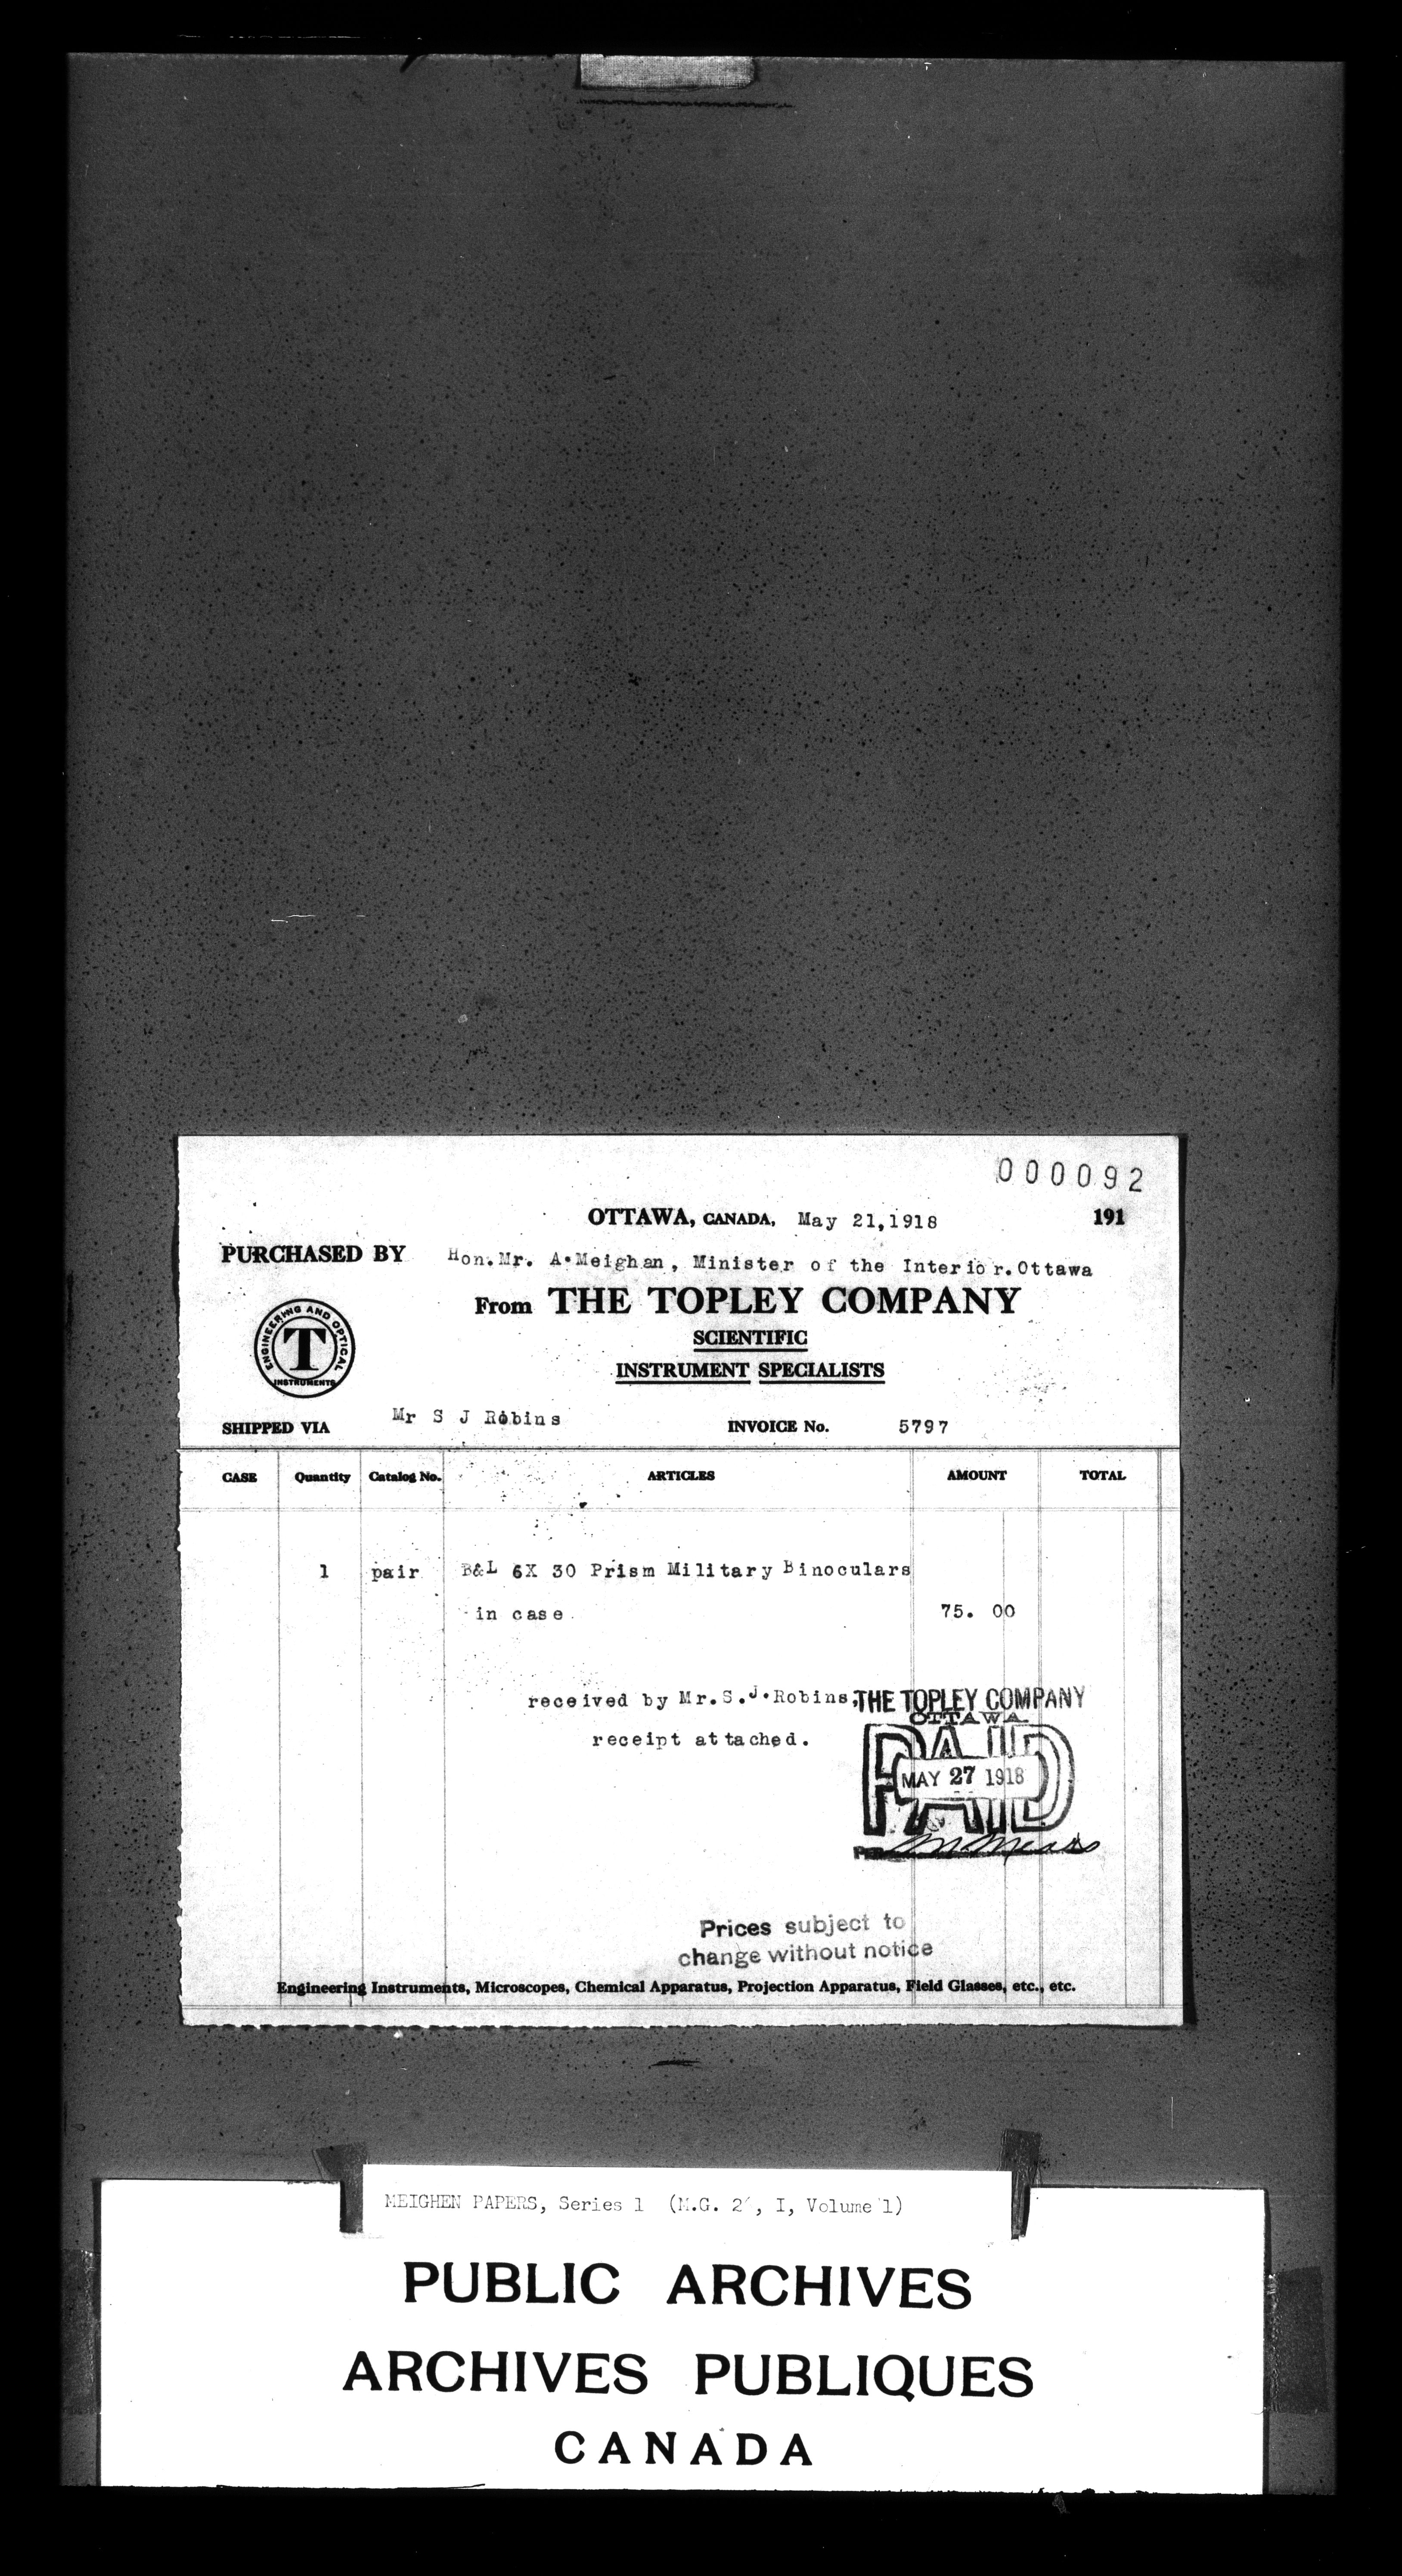 000092
OTTAWA, CANADA, May 21,1918 191
PURCHASED BY Hon.Mr. A.Meighan, Minister of the Interior.Ottawa
From THE TOPLEY COMPANY
SCIENTIFIC
INSTRUMENT SPECIALISTS
ENGINEERING AND OPTICAL
T
INSTRUMENTS
SHIPPED VIA Mr S J Robins INVOICE No. 5797
CASE Quantity Catalog No. ARTICLES AMOUNT TOTAL
1 pair B&L 6X 30 Prism Military Binoculars
in case 75. 00
received by Mr.S.J.Robins,
receipt attached.
THE TOPLEY COMPANY
OTTAWA
PAID
MAY 27 1918
Prices subject to
change without notice
Engineering Instruments, Microscopes, Chemical Apparatus, Projection Apparatus, Field Glasses, etc., etc.
MEIGHEN PAPERS, Series 1 (M.G. 2 , I, Volume 1)
PUBLIC ARCHIVES
ARCHIVES PUBLIQUES
CANADA